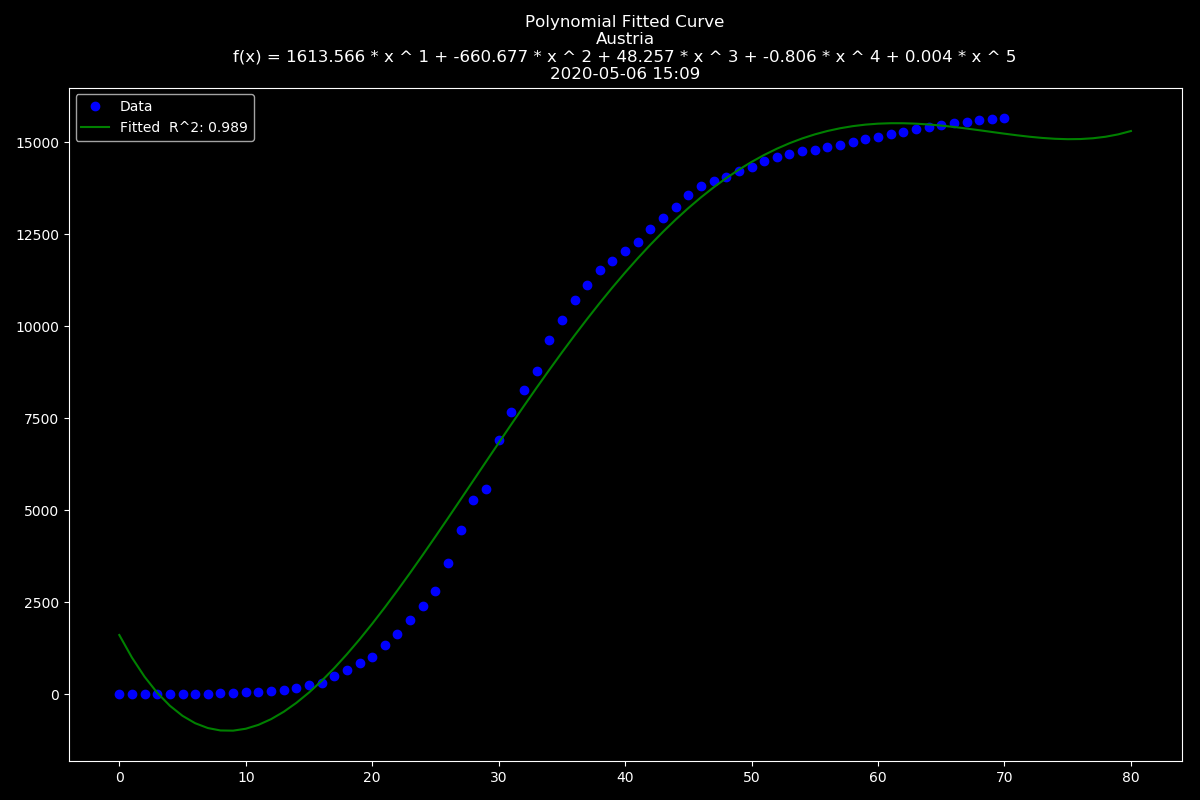 Polynomial Fitted Curve
Austria
f(x) = 1613.566 * x ^ 1 + -660.677 * x ^ 2 + 48.257 * x ^ 3 + -0.806 * x ^ 4 + 0.004 * x ^ 5
2020-05-06 15:09
Data
Fitted  R^2: 0.989
15000
12500
10000
7500
5000
2500
0
0 10 20 30 40 50 60 70 80